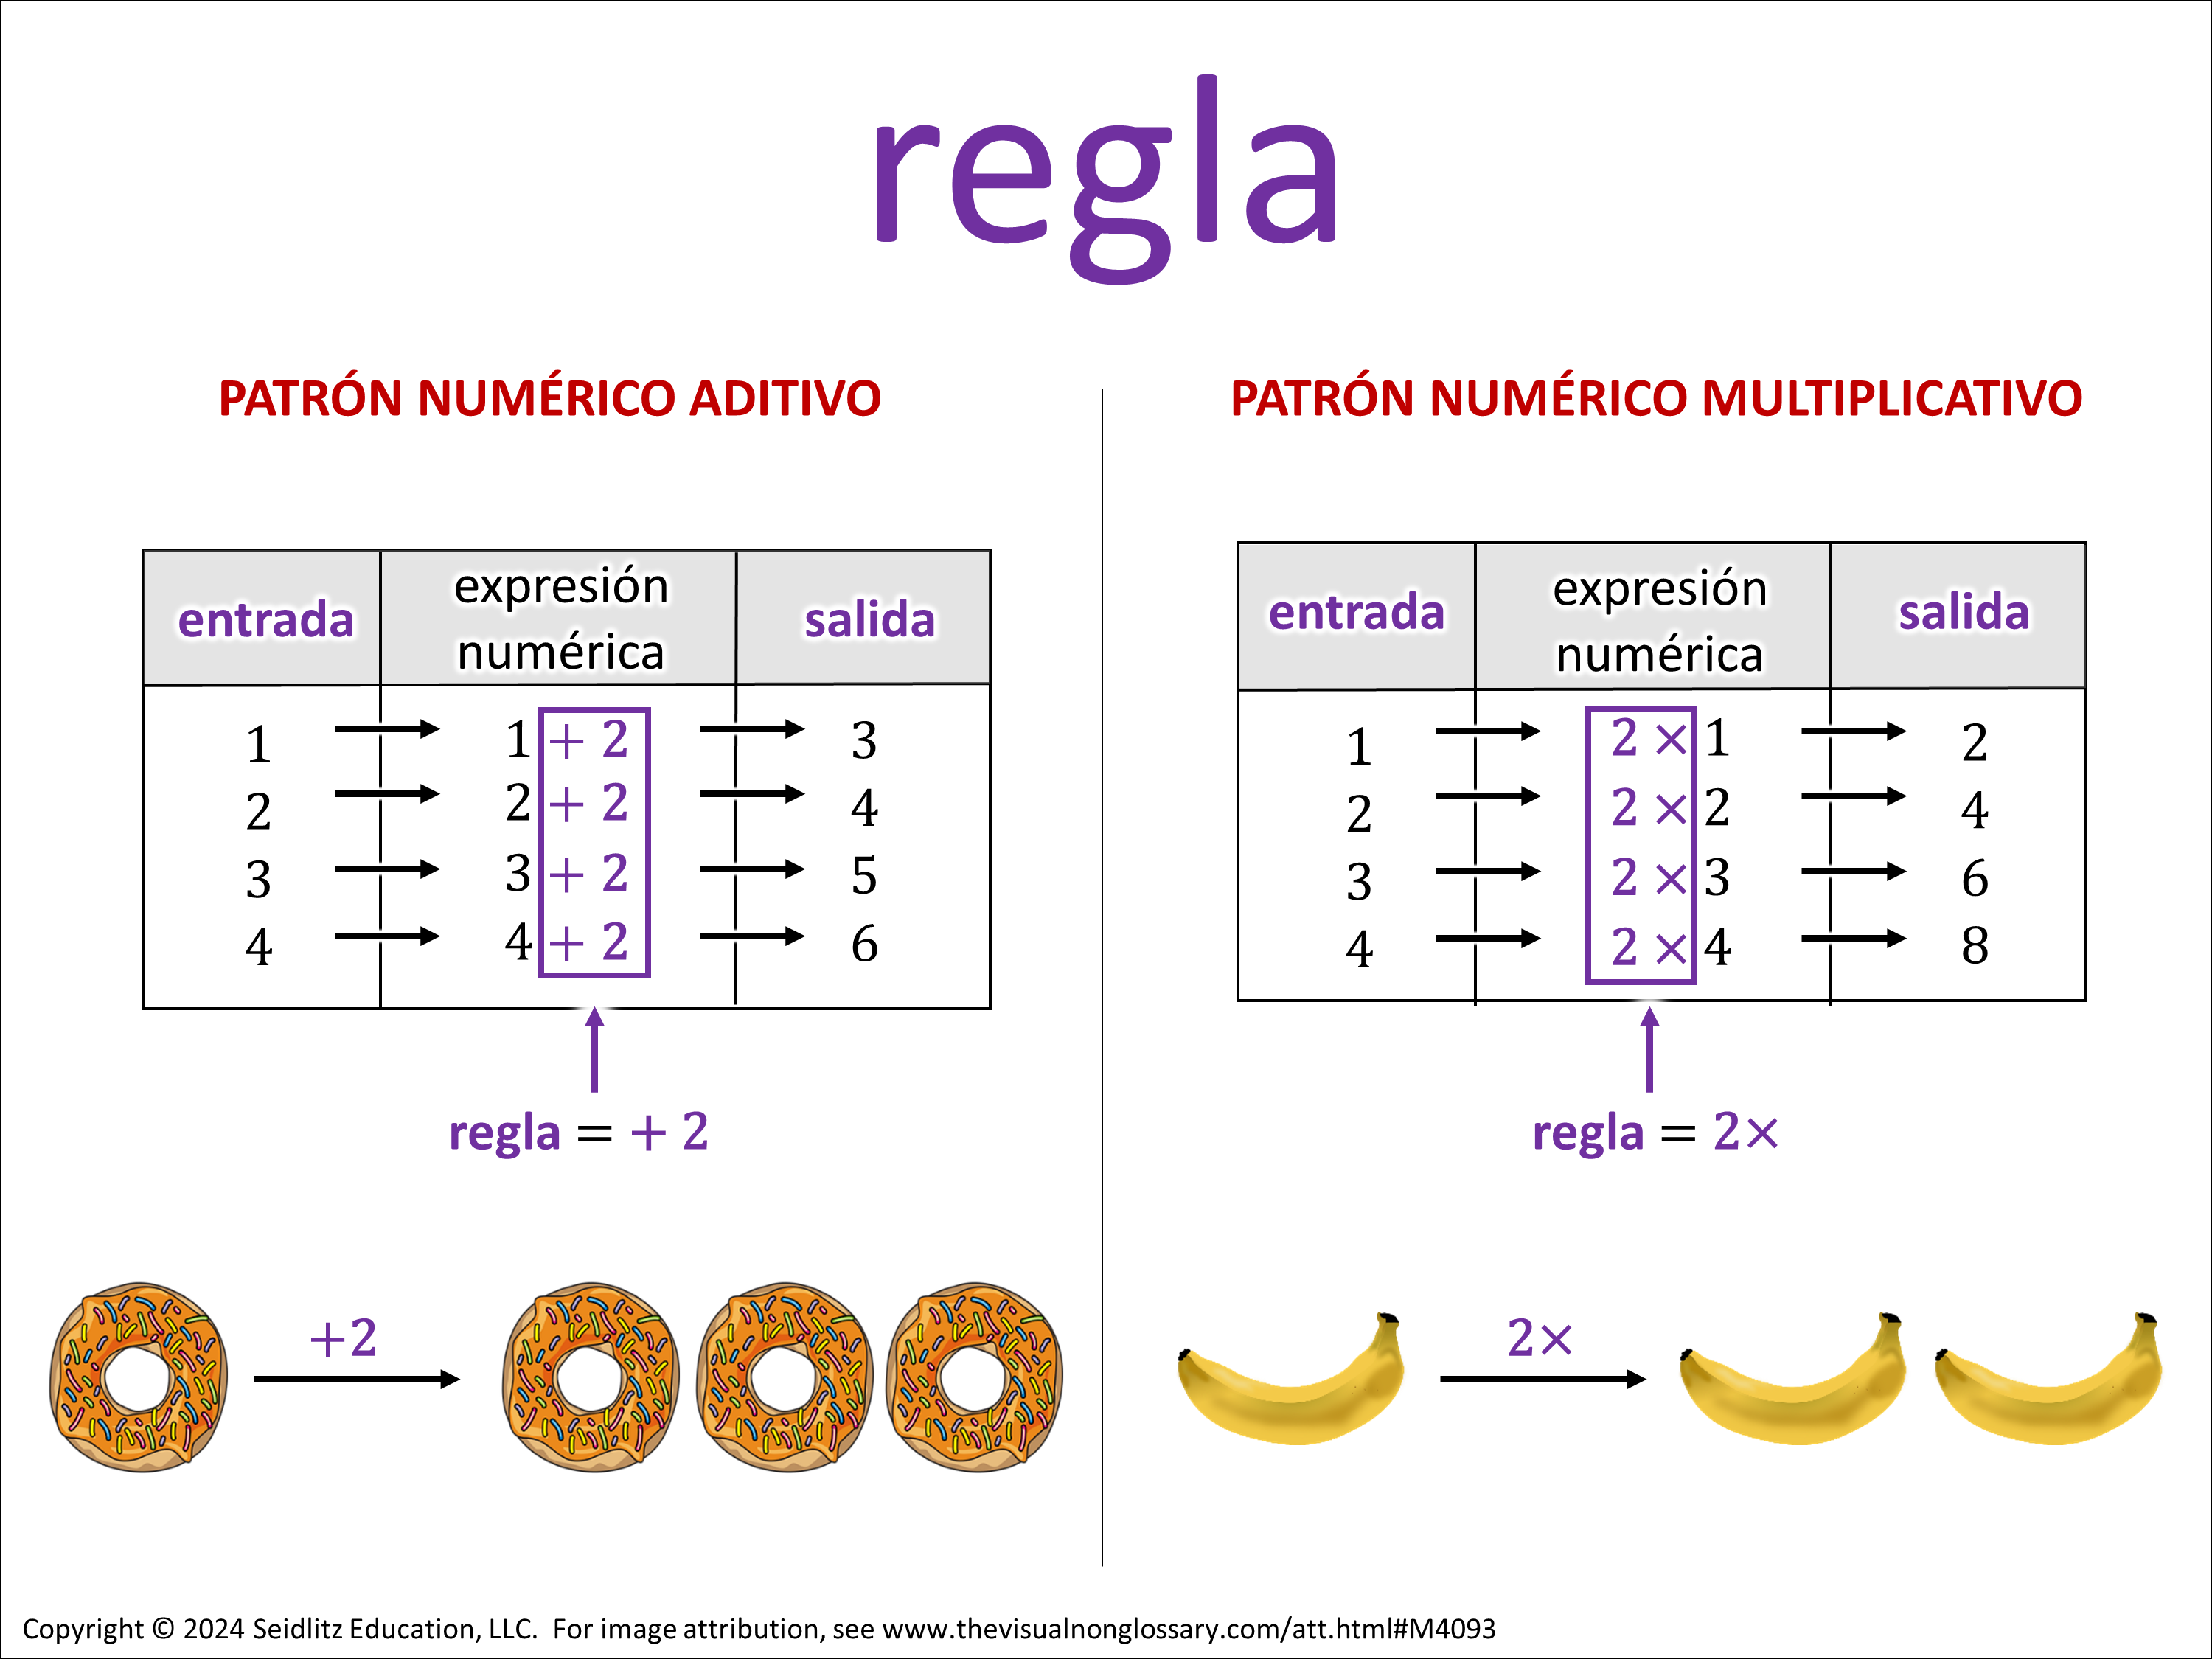 regla
PATRÓN NUMÉRICO ADITIVO
entrada expresión numérica salida
1 1 + 2 3
2 2 + 2 4
3 3 + 2 5
4 4 + 2 6
regla = + 2
+2
PATRÓN NUMÉRICO MULTIPLICATIVO
entrada expresión numérica salida
1 2 × 1 2
2 2 × 2 4
3 2 × 3 6
4 2 × 4 8
regla = 2×
2×
Copyright © 2024 Seidlitz Education, LLC. For image attribution, see www.thevisualnonglossary.com/att.html#M4093